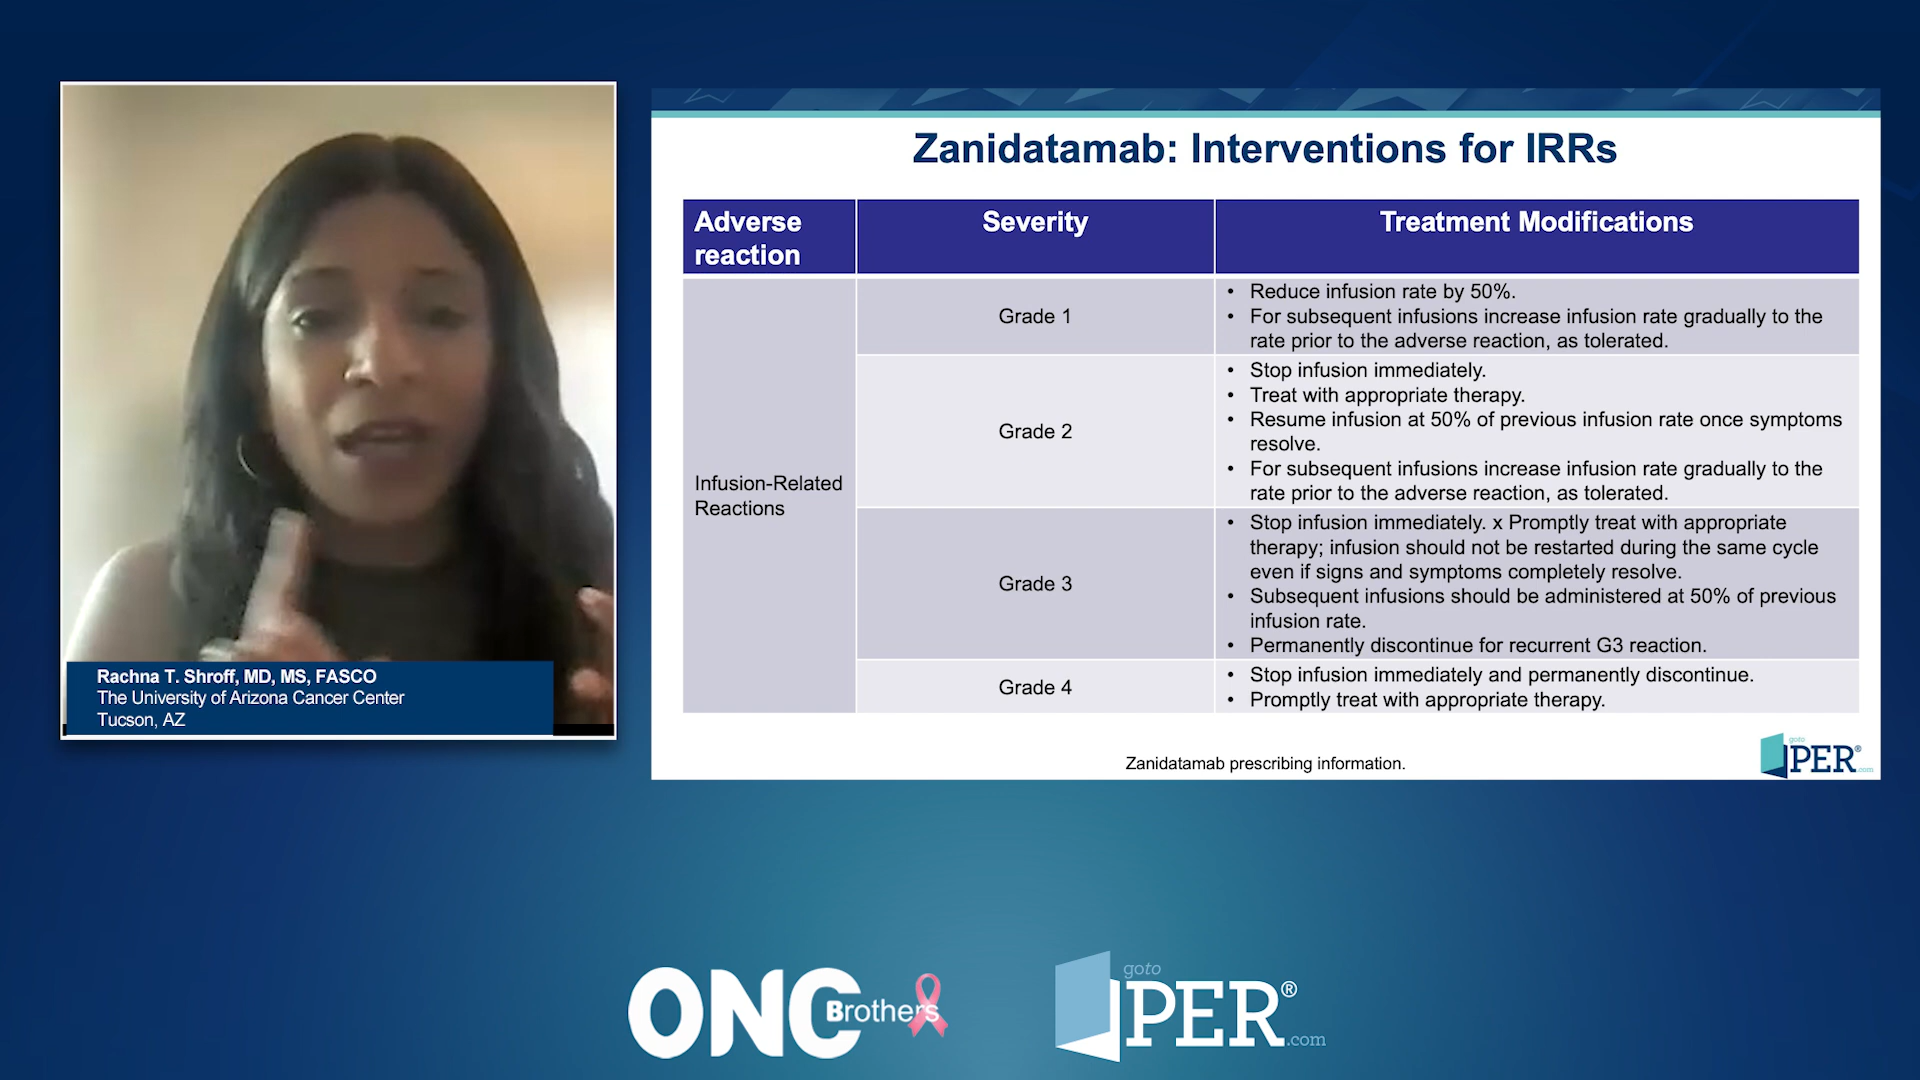 Zanidatamab: Interventions for IRRs
Adverse
reaction
Severity
Treatment Modifications
Infusion-Related
Reactions
Grade 1
• Reduce infusion rate by 50%.
• For subsequent infusions increase infusion rate gradually to the
rate prior to the adverse reaction, as tolerated.
Grade 2
• Stop infusion immediately.
• Treat with appropriate therapy.
• Resume infusion at 50% of previous infusion rate once symptoms
resolve.
• For subsequent infusions increase infusion rate gradually to the
rate prior to the adverse reaction, as tolerated.
Grade 3
• Stop infusion immediately. x Promptly treat with appropriate
therapy; infusion should not be restarted during the same cycle
even if signs and symptoms completely resolve.
• Subsequent infusions should be administered at 50% of previous
infusion rate.
• Permanently discontinue for recurrent G3 reaction.
Grade 4
• Stop infusion immediately and permanently discontinue.
• Promptly treat with appropriate therapy.
Zanidatamab prescribing information.
goto
PER®
.com
Rachna T. Shroff, MD, MS, FASCO
The University of Arizona Cancer Center
Tucson, AZ
ONC
Brothers
goto
PER®
.com